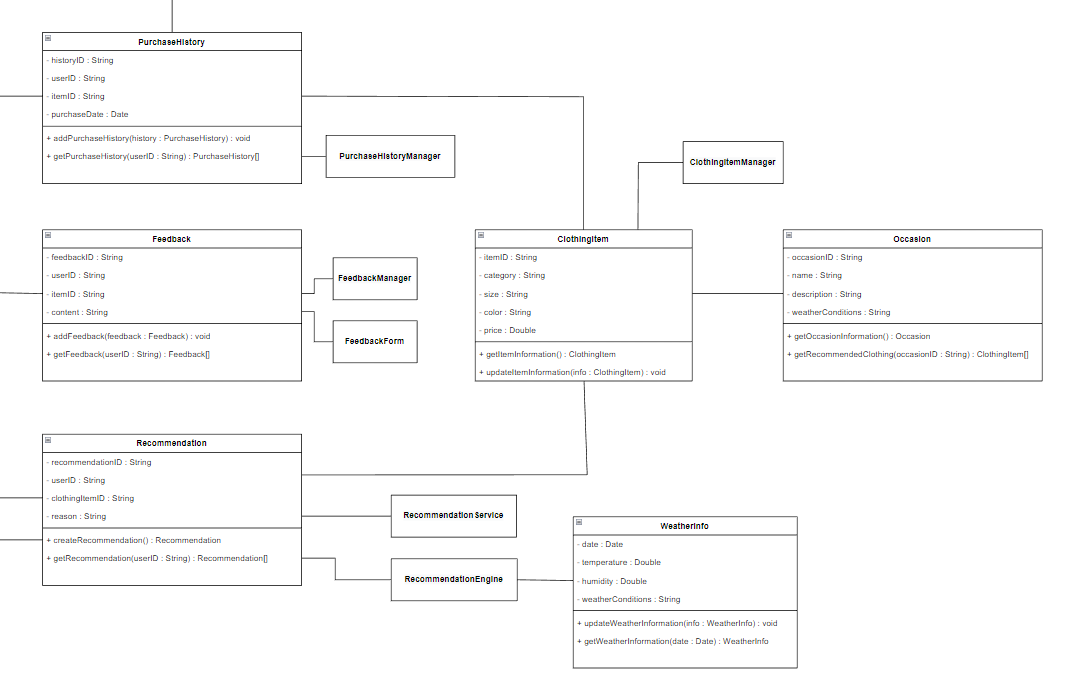 PurchaseHistory
- historyID : String
- userID : String
- itemID : String
- purchaseDate : Date
+ addPurchaseHistory(history : PurchaseHistory) : void
+ getPurchaseHistory(userID : String) : PurchaseHistory[]
PurchaseHistoryManager
ClothingItemManager
Feedback
- feedbackID : String
- userID : String
- itemID : String
- content : String
+ addFeedback(feedback : Feedback) : void
+ getFeedback(userID : String) : Feedback[]
FeedbackManager
FeedbackForm
ClothingItem
- itemID : String
- category : String
- size : String
- color : String
- price : Double
+ getItemInformation() : ClothingItem
+ updateItemInformation(info : ClothingItem) : void
Occasion
- occasionID : String
- name : String
- description : String
- weatherConditions : String
+ getOccasionInformation() : Occasion
+ getRecommendedClothing(occasionID : String) : ClothingItem[]
Recommendation
- recommendationID : String
- userID : String
- clothingItemID : String
- reason : String
+ createRecommendation() : Recommendation
+ getRecommendation(userID : String) : Recommendation[]
Recommendation Service
RecommendationEngine
WeatherInfo
- date : Date
- temperature : Double
- humidity : Double
- weatherConditions : String
+ updateWeatherInformation(info : WeatherInfo) : void
+ getWeatherInformation(date : Date) : WeatherInfo